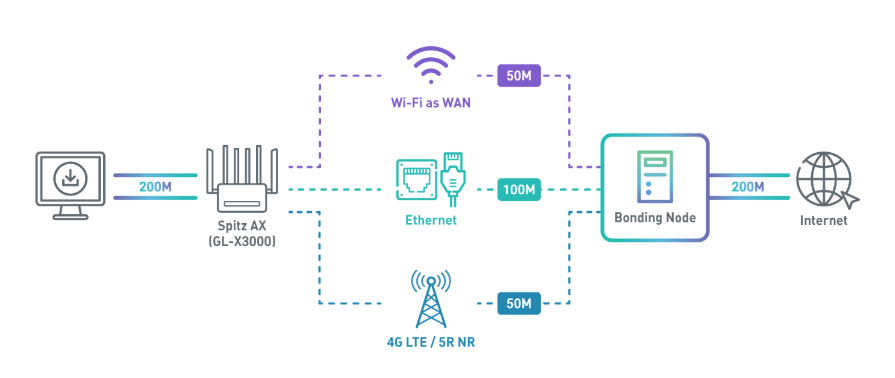 50M
Wi-Fi as WAN
200M
100M
200M
Ethernet
Bonding Node
Internet
Spitz AX
(GL-X3000)
50M
4G LTE / 5R NR